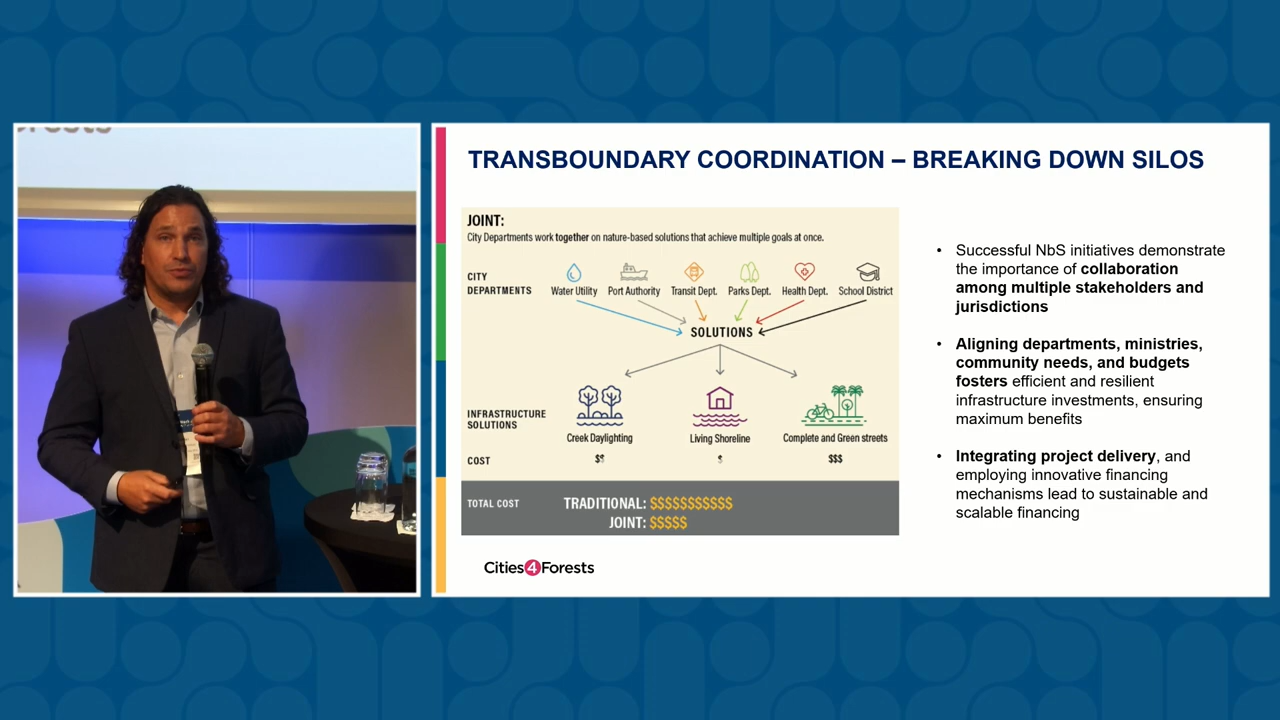 orests
TRANSBOUNDARY COORDINATION – BREAKING DOWN SILOS
JOINT:
City Departments work together on nature-based solutions that achieve multiple goals at once.
CITY
DEPARTMENTS
Water Utility Port Authority Transit Dept. Parks Dept. Health Dept. School District
SOLUTIONS
INFRASTRUCTURE
SOLUTIONS
Creek Daylighting Living Shoreline Complete and Green streets
COST $$ $ $$$
TOTAL COST TRADITIONAL: $$$$$$$$$$$
JOINT: $$$$$
• Successful NbS initiatives demonstrate
the importance of collaboration
among multiple stakeholders and
jurisdictions
• Aligning departments, ministries,
community needs, and budgets
fosters efficient and resilient
infrastructure investments, ensuring
maximum benefits
• Integrating project delivery, and
employing innovative financing
mechanisms lead to sustainable and
scalable financing
Cities4Forests